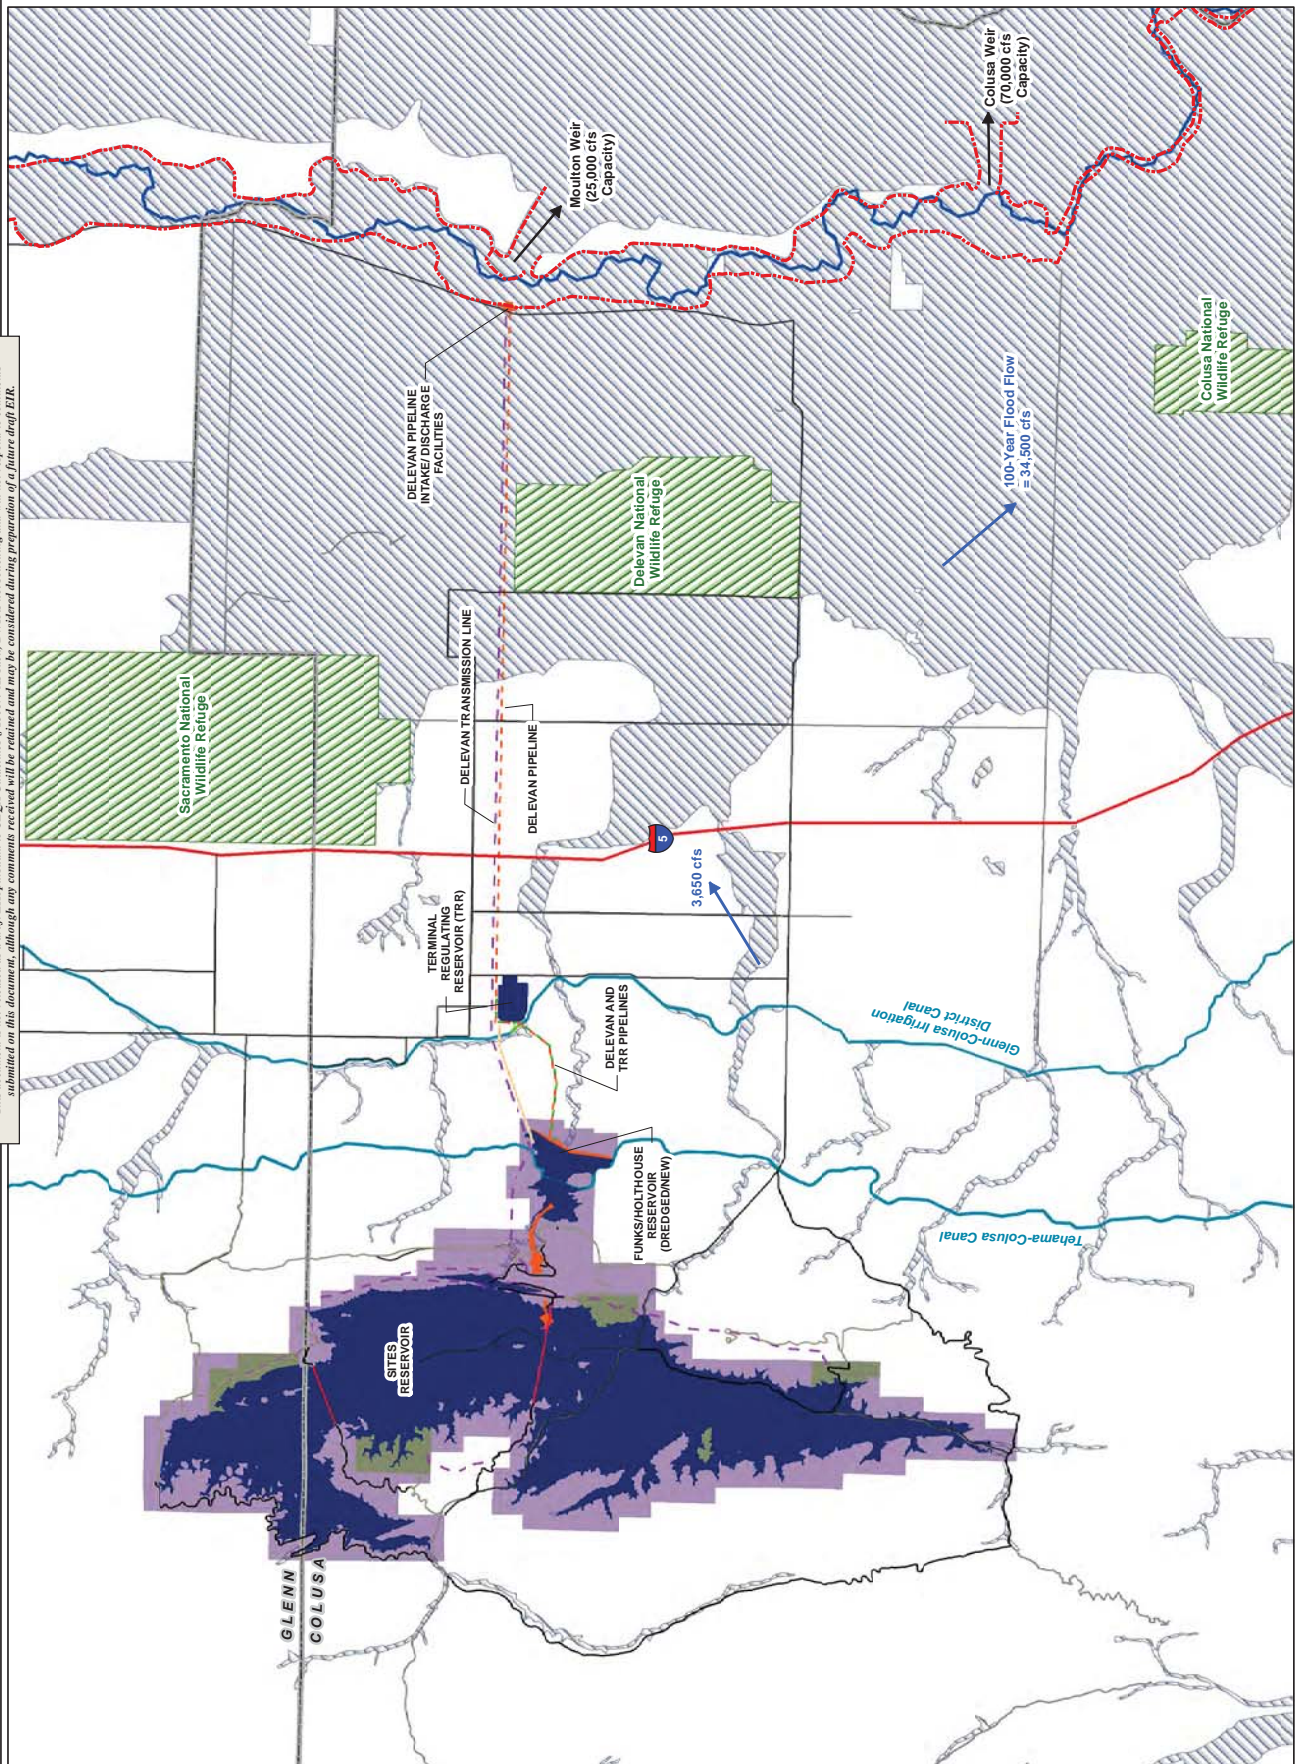 submitted on this document, although any comments received will be retained and may be considered during preparation of a future draft EIR.
GLENN
COLUSA
SITES
RESERVOIR
FUNKS/HOLTHOUSE
RESERVOIR
(DREDGED/NEW)
Tehama-Colusa Canal
DELEVAN AND
TRR PIPELINES
Glenn-Colusa Irrigation
District Canal
TERMINAL
REGULATING
RESERVOIR (TRR)
3,650 cfs
5
DELEVAN PIPELINE
DELEVAN TRANSMISSION LINE
Sacramento National
Wildlife Refuge
Delevan National
Wildlife Refuge
100-Year Flood Flow
= 34,500 cfs
DELEVAN PIPELINE
INTAKE/ DISCHARGE
FACILITIES
Colusa National
Wildlife Refuge
Moulton Weir
(25,000 cfs
Capacity)
Colusa Weir
(70,000 cfs
Capacity)